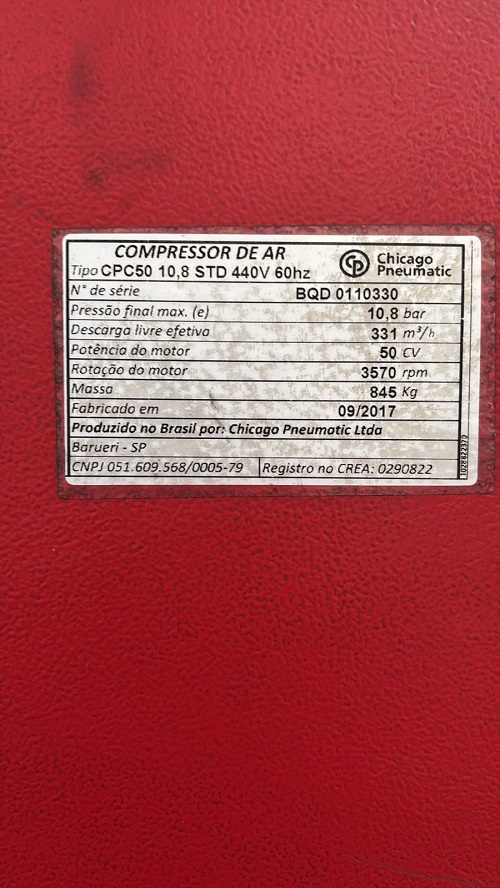 COMPRESSOR DE AR
Tipo CPC50 10,8 STD 440V 60hz
CP Chicago Pneumatic
N° de série BQD 0110330
Pressão final max. (e) 10,8 bar
Descarga livre efetiva 331 m³/h
Potência do motor 50 CV
Rotação do motor 3570 rpm
Massa 845 Kg
Fabricado em 09/2017
Produzido no Brasil por: Chicago Pneumatic Ltda
Barueri - SP
CNPJ 051.609.568/0005-79 Registro no CREA: 0290822